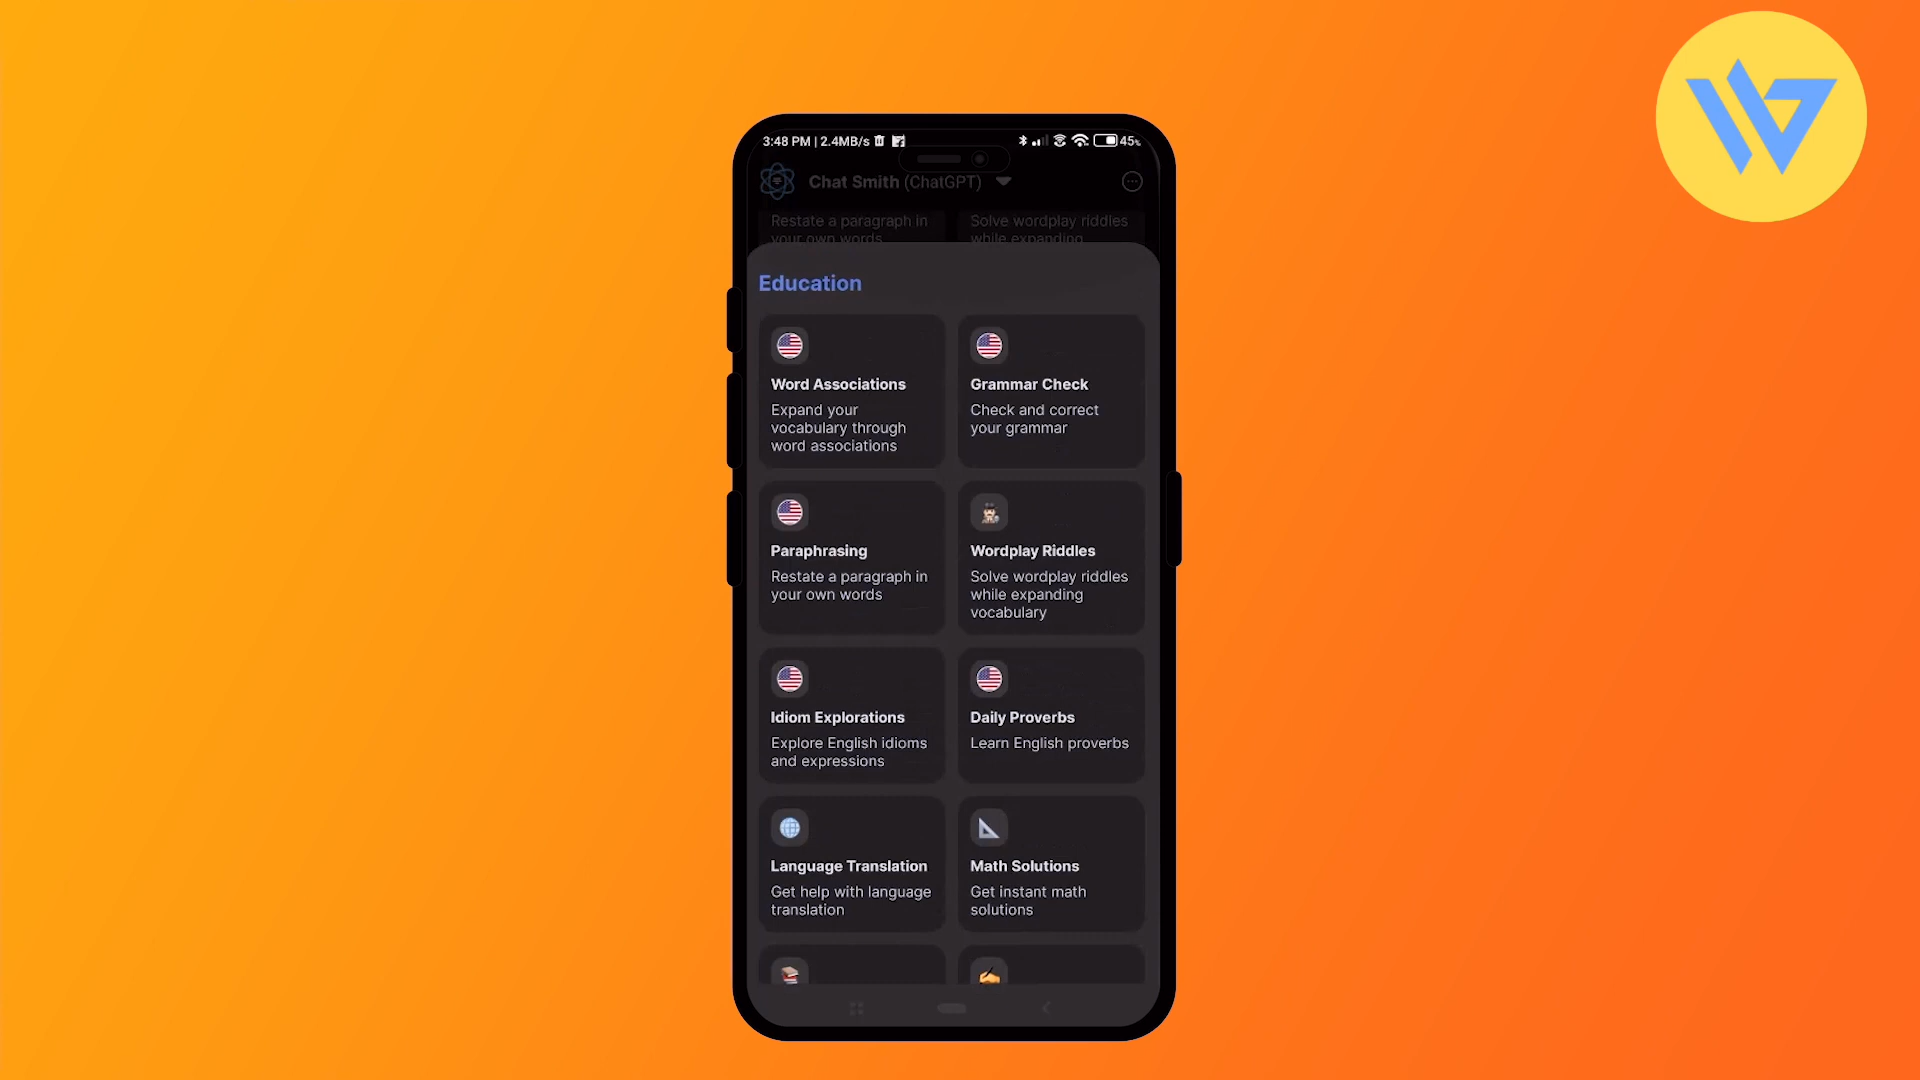 3:48 PM | 2.4MB/s
45%
Chat Smith (ChatGPT)
Restate a paragraph in
your own words
Solve wordplay riddles
while expanding
Education
Word Associations
Expand your
vocabulary through
word associations
Grammar Check
Check and correct
your grammar
Paraphrasing
Restate a paragraph in
your own words
Wordplay Riddles
Solve wordplay riddles
while expanding
vocabulary
Idiom Explorations
Explore English idioms
and expressions
Daily Proverbs
Learn English proverbs
Language Translation
Get help with language
translation
Math Solutions
Get instant math
solutions